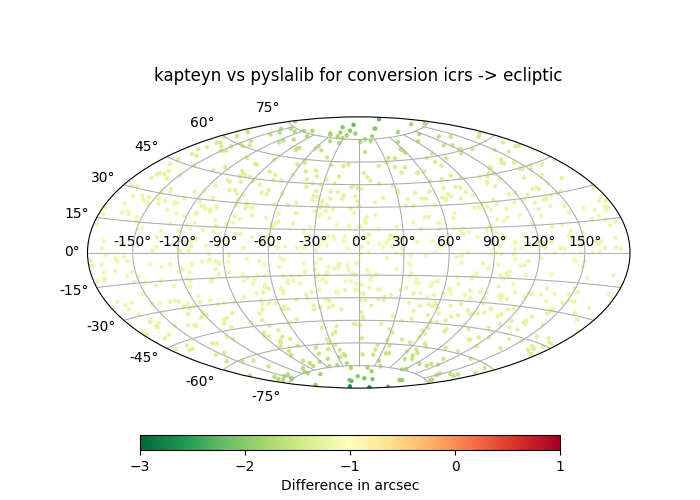 kapteyn vs pyslalib for conversion icrs -> ecliptic
75°
60°
45°
30°
15°
0°
-150° -120° -90° -60° -30° 0° 30° 60° 90° 120° 150°
-15°
-30°
-45°
-60°
-75°
−3 −2 −1 0 1
Difference in arcsec